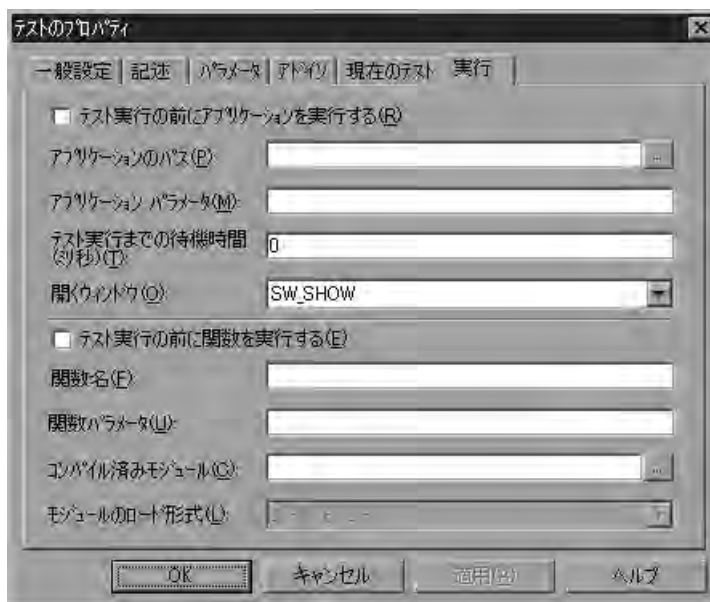 テストのプロパティ
一般設定 記述 パラメータ アドイン 現在のテスト 実行
テスト実行の前にアプリケーションを実行する(R)
アプリケーションのパス(P):
...
アプリケーション パラメータ(M):
テスト実行までの待機時間
(ミリ秒)(T):
0
開くウィンドウ(O):
SW_SHOW
テスト実行の前に関数を実行する(E)
関数名(F):
関数パラメータ(U):
コンパイル済みモジュール(C):
...
モジュールのロード形式(L):
OK キャンセル 適用(A) ヘルプ